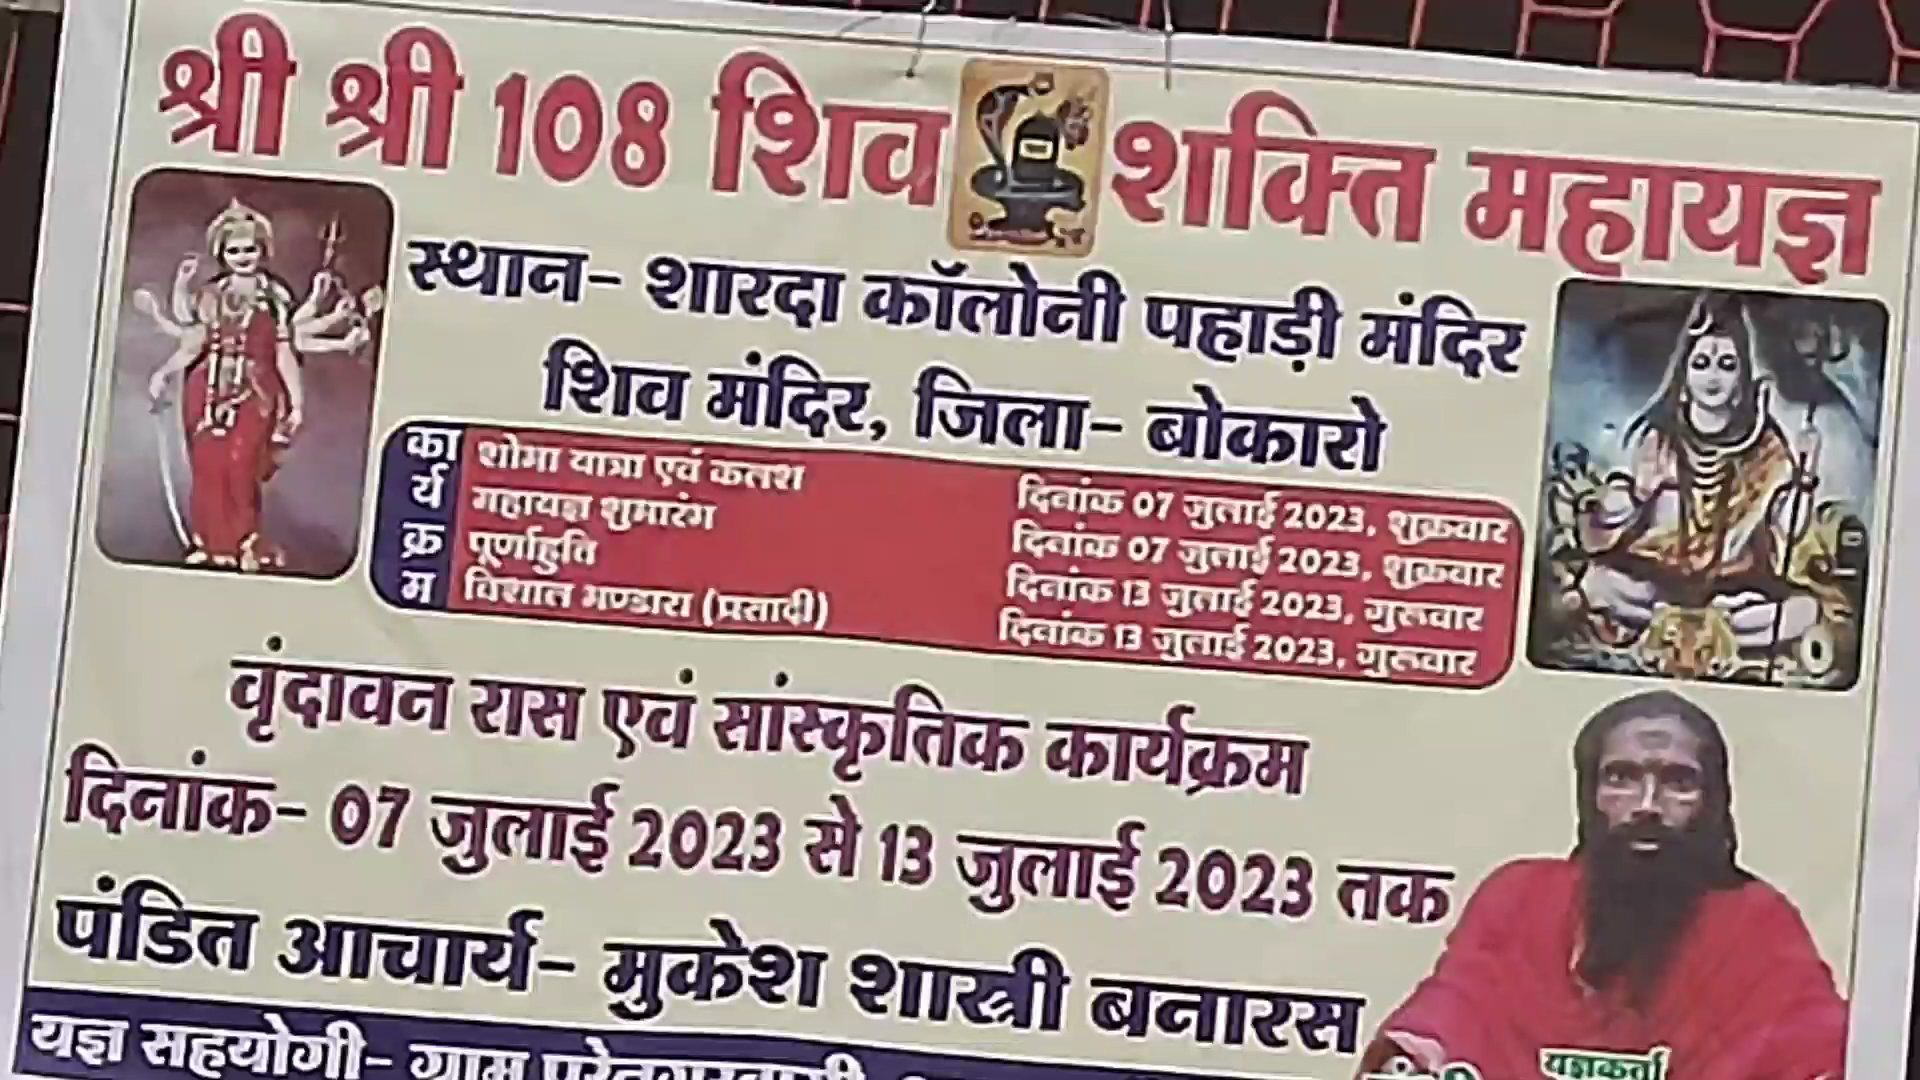 श्री श्री 108 शिव शक्ति महायज्ञ
स्थान- शारदा कॉलोनी पहाड़ी मंदिर
शिव मंदिर, जिला- बोकारो
कार्यक्रम
शोभा यात्रा एवं कलश दिनांक 07 जुलाई 2023, शुक्रवार
महायज्ञ शुभारंभ दिनांक 07 जुलाई 2023, शुक्रवार
पूर्णाहुति दिनांक 13 जुलाई 2023, गुरूवार
विशाल भण्डारा (प्रसादी) दिनांक 13 जुलाई 2023, गुरूवार
वृंदावन रास एवं सांस्कृतिक कार्यक्रम
दिनांक- 07 जुलाई 2023 से 13 जुलाई 2023 तक
पंडित आचार्य- मुकेश शास्त्री बनारस
यज्ञकर्ता
यज्ञ सहयोगी- ग्राम